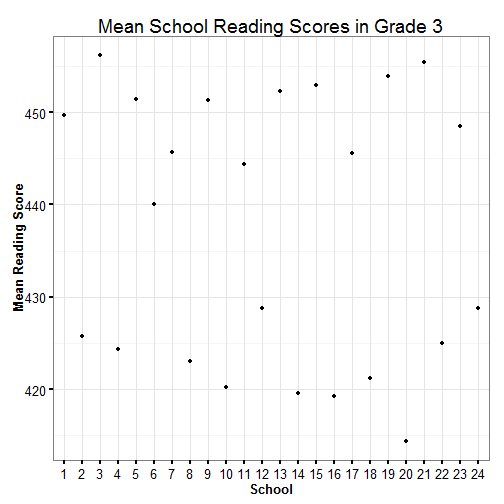 Mean School Reading Scores in Grade 3
Mean Reading Score
450
440
430
420
1 2 3 4 5 6 7 8 9 10 11 12 13 14 15 16 17 18 19 20 21 22 23 24
School